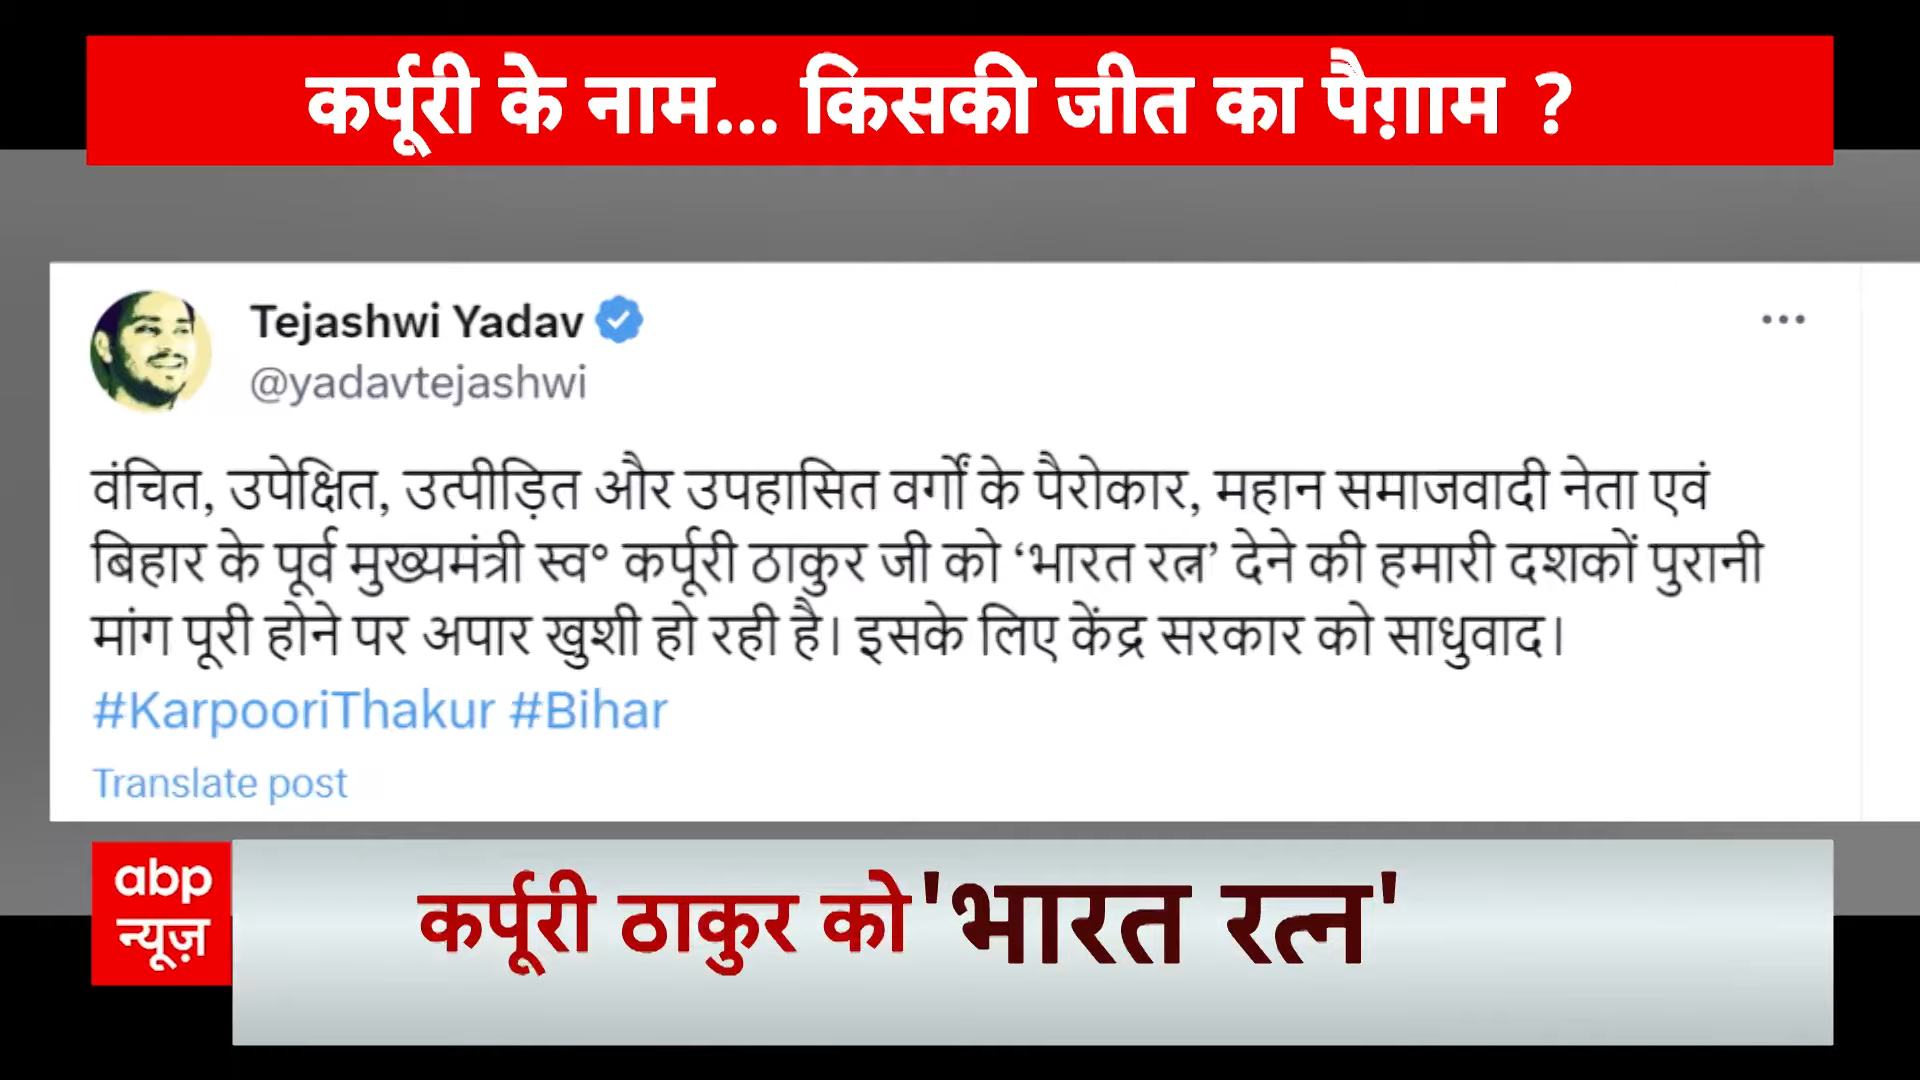 कर्पूरी के नाम... किसकी जीत का पैग़ाम ?
Tejashwi Yadav
@yadavtejashwi
वंचित, उपेक्षित, उत्पीड़ित और उपहासित वर्गों के पैरोकार, महान समाजवादी नेता एवं
बिहार के पूर्व मुख्यमंत्री स्व° कर्पूरी ठाकुर जी को ‘भारत रत्न’ देने की हमारी दशकों पुरानी
मांग पूरी होने पर अपार खुशी हो रही है। इसके लिए केंद्र सरकार को साधुवाद।
#KarpooriThakur #Bihar
Translate post
abp
न्यूज़
कर्पूरी ठाकुर को 'भारत रत्न'